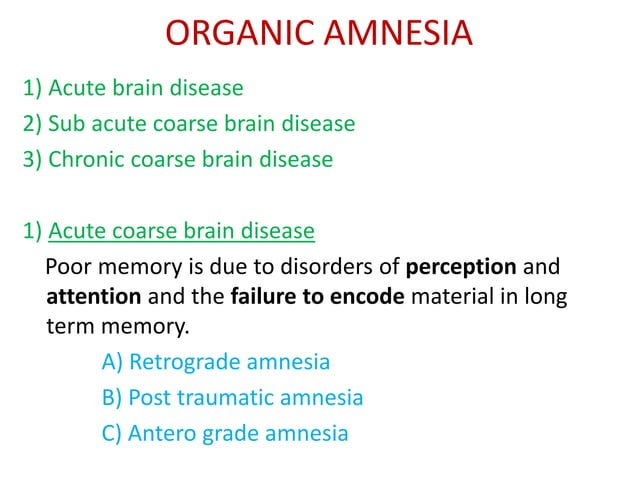 ORGANIC AMNESIA
1) Acute brain disease
2) Sub acute coarse brain disease
3) Chronic coarse brain disease
1) Acute coarse brain disease
Poor memory is due to disorders of perception and
attention and the failure to encode material in long
term memory.
A) Retrograde amnesia
B) Post traumatic amnesia
C) Antero grade amnesia